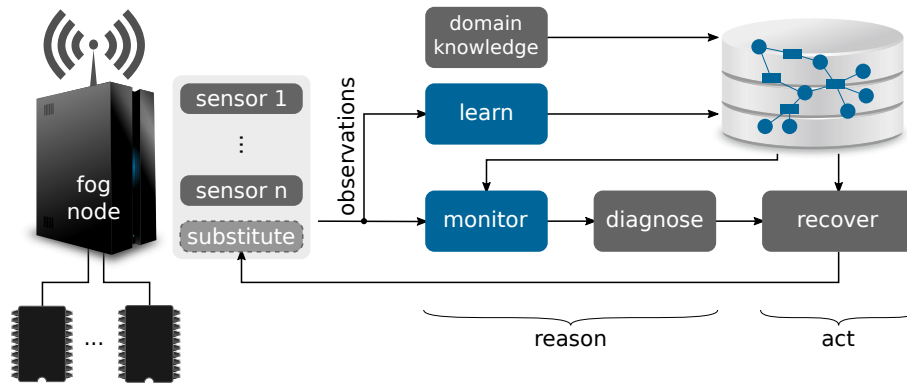 domain
knowledge
sensor 1
...
sensor n
substitute
fog
node
observations
learn
monitor
diagnose
recover
...
reason
act